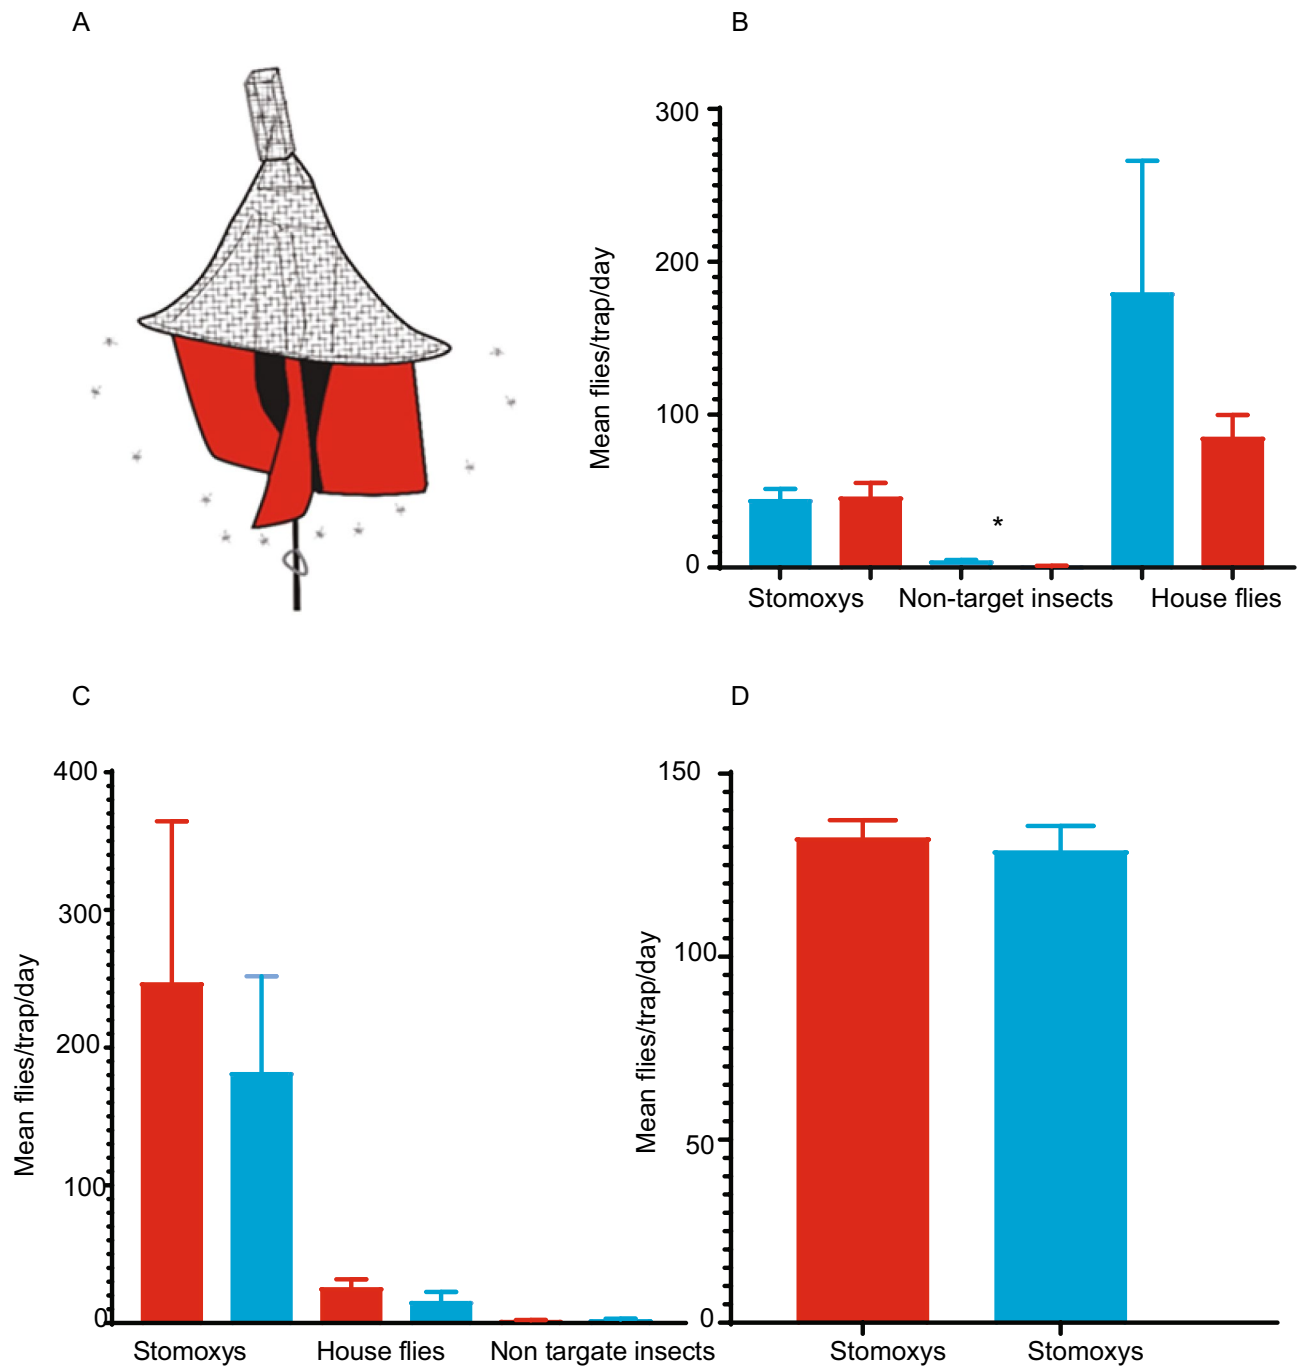 A
B
300
200
100
0
Mean flies/trap/day
*
Stomoxys Non-target insects House flies
C
400
300
200
100
0
Mean flies/trap/day
Stomoxys House flies Non targate insects
D
150
100
50
0
Mean flies/trap/day
Stomoxys Stomoxys